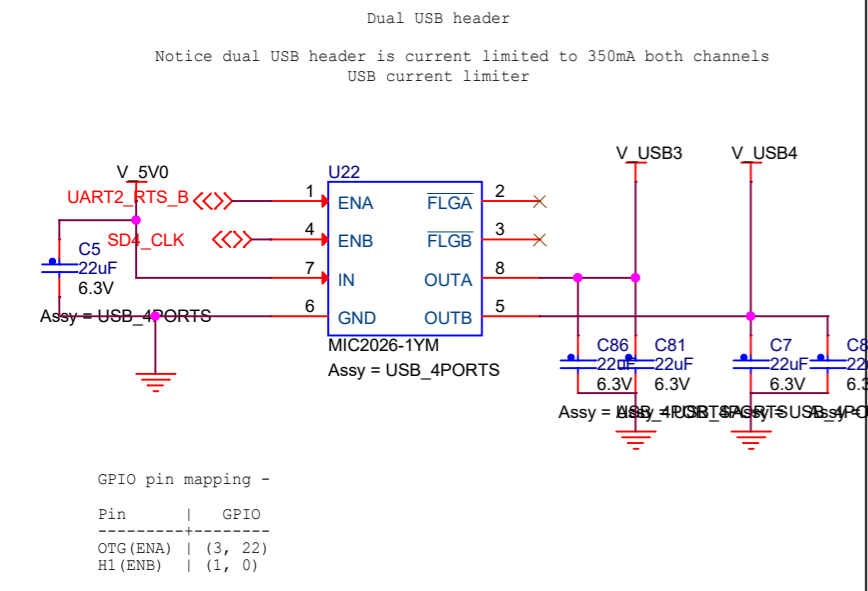 Dual USB header
Notice dual USB header is current limited to 350mA both channels
USB current limiter
V_USB3
V_USB4
V_5V0
U22
UART2_RTS_B
1
ENA
FLGA
2
SD4_CLK
4
ENB
FLGB
3
C5
22uF
6.3V
7
IN
OUTA
8
Assy = USB_4PORTS
6
GND
OUTB
5
MIC2026-1YM
Assy = USB_4PORTS
C86
22uF
6.3V
C81
22uF
6.3V
C7
22uF
6.3V
Assy =
GPIO pin mapping -
Pin | GPIO
---------+--------
OTG(ENA) | (3, 22)
H1(ENB) | (1, 0)